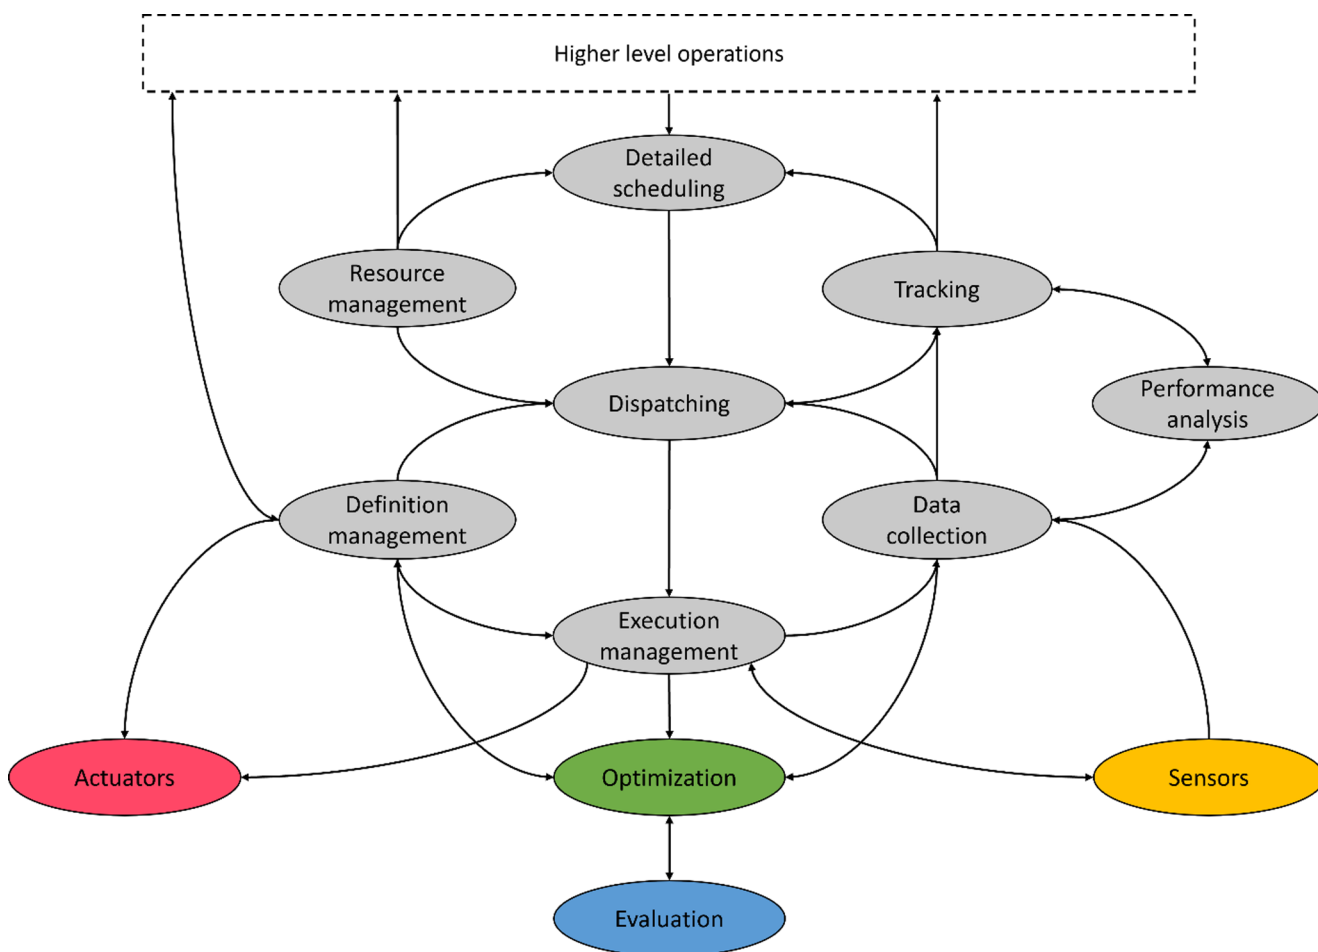 Higher level operations
Detailed
scheduling
Resource
management
Tracking
Dispatching
Performance
analysis
Definition
management
Data
collection
Execution
management
Actuators
Optimization
Sensors
Evaluation